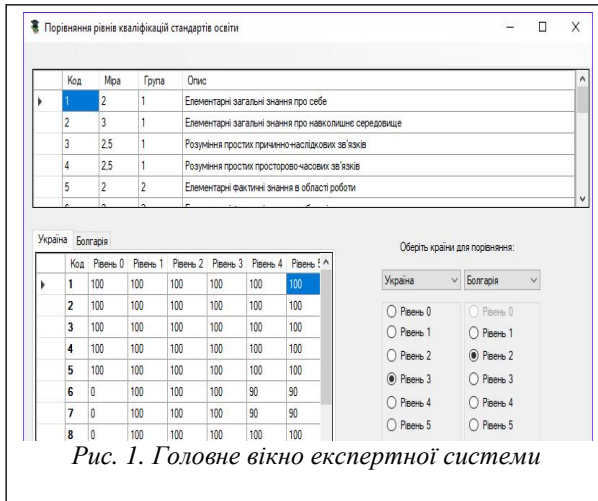 Порівняння рівнів кваліфікацій стандартів освіти
Код Міра Група Опис
1 2 1 Елементарні загальні знання про себе
2 3 1 Елементарні загальні знання про навколишнє середовище
3 2,5 1 Розуміння простих причинно-наслідкових зв'язків
4 2,5 1 Розуміння простих просторово-часових зв'язків
5 2 2 Елементарні фактичні знання в області роботи
Україна Болгарія
Код Рівень 0 Рівень 1 Рівень 2 Рівень 3 Рівень 4 Рівень 5
1 100 100 100 100 100 100
2 100 100 100 100 100 100
3 100 100 100 100 100 100
4 100 100 100 100 100 100
5 100 100 100 100 100 100
6 0 100 100 100 90 90
7 0 100 100 100 90 90
8 0 100 100 100 100 100
Оберіть країни для порівняння:
Україна Болгарія
Рівень 0 Рівень 0
Рівень 1 Рівень 1
Рівень 2 Рівень 2
Рівень 3 Рівень 3
Рівень 4 Рівень 4
Рівень 5 Рівень 5
Рис. 1. Головне вікно експертної системи